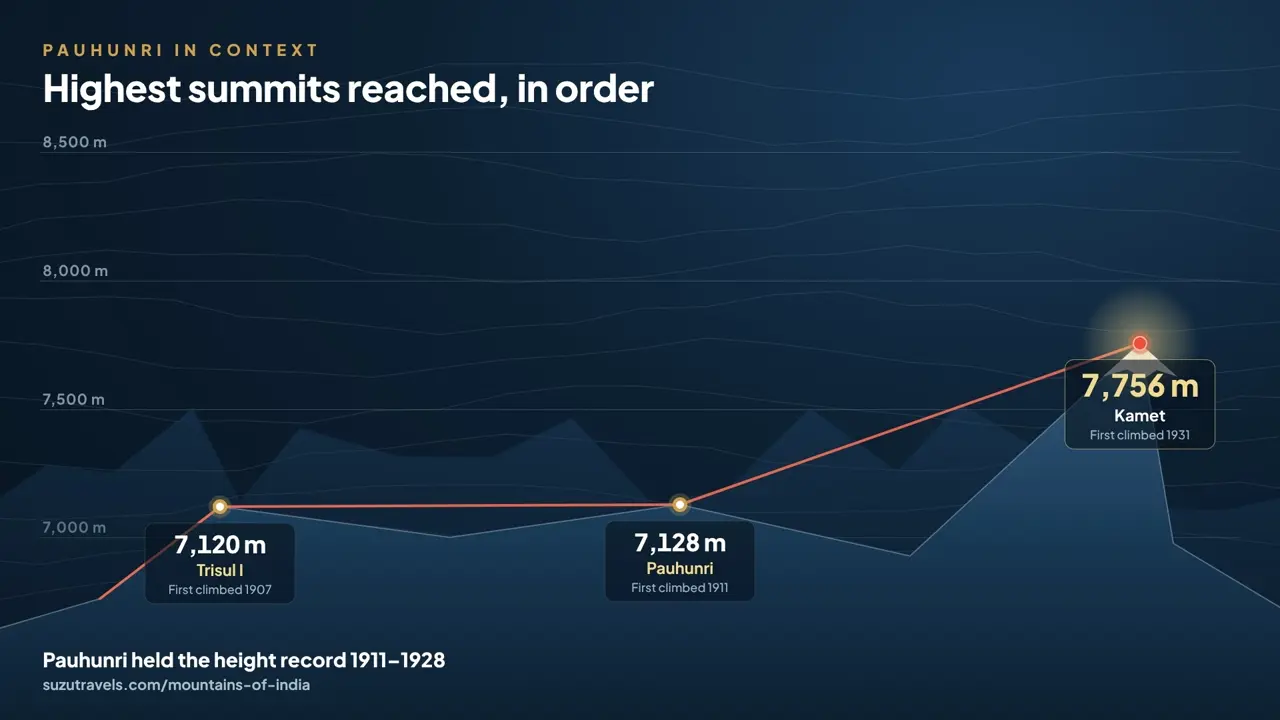 PAUHUNRI IN CONTEXT
Highest summits reached, in order
8,500 m
8,000 m
7,500 m
7,000 m
7,120 m
Trisul I
First climbed 1907
7,128 m
Pauhunri
First climbed 1911
7,756 m
Kamet
First climbed 1931
Pauhunri held the height record 1911–1928
suzutravels.com/mountains-of-india